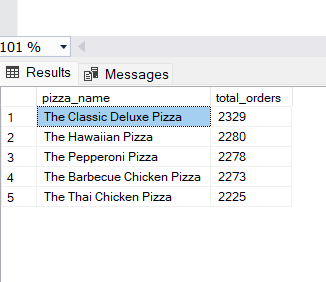 101 %
Results Messages
pizza_name total_orders
1 The Classic Deluxe Pizza 2329
2 The Hawaiian Pizza 2280
3 The Pepperoni Pizza 2278
4 The Barbecue Chicken Pizza 2273
5 The Thai Chicken Pizza 2225